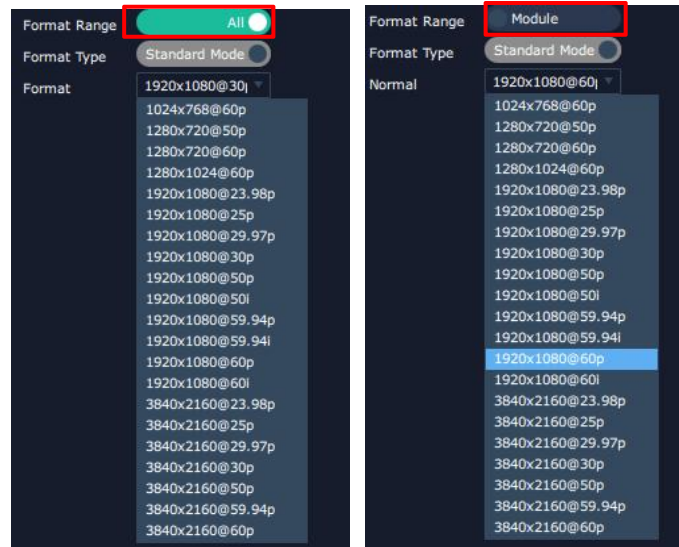 Format Range All
Format Type Standard Mode
Format 1920x1080@30
1024x768@60p
1280x720@50p
1280x720@60p
1280x1024@60p
1920x1080@23.98p
1920x1080@25p
1920x1080@29.97p
1920x1080@30p
1920x1080@50p
1920x1080@50i
1920x1080@59.94p
1920x1080@59.94i
1920x1080@60p
1920x1080@60i
3840x2160@23.98p
3840x2160@25p
3840x2160@29.97p
3840x2160@30p
3840x2160@50p
3840x2160@59.94p
3840x2160@60p
Format Range Module
Format Type Standard Mode
Normal 1920x1080@60
1024x768@60p
1280x720@50p
1280x720@60p
1280x1024@60p
1920x1080@23.98p
1920x1080@25p
1920x1080@29.97p
1920x1080@30p
1920x1080@50p
1920x1080@50i
1920x1080@59.94p
1920x1080@59.94i
1920x1080@60p
1920x1080@60i
3840x2160@23.98p
3840x2160@25p
3840x2160@29.97p
3840x2160@30p
3840x2160@50p
3840x2160@59.94p
3840x2160@60p